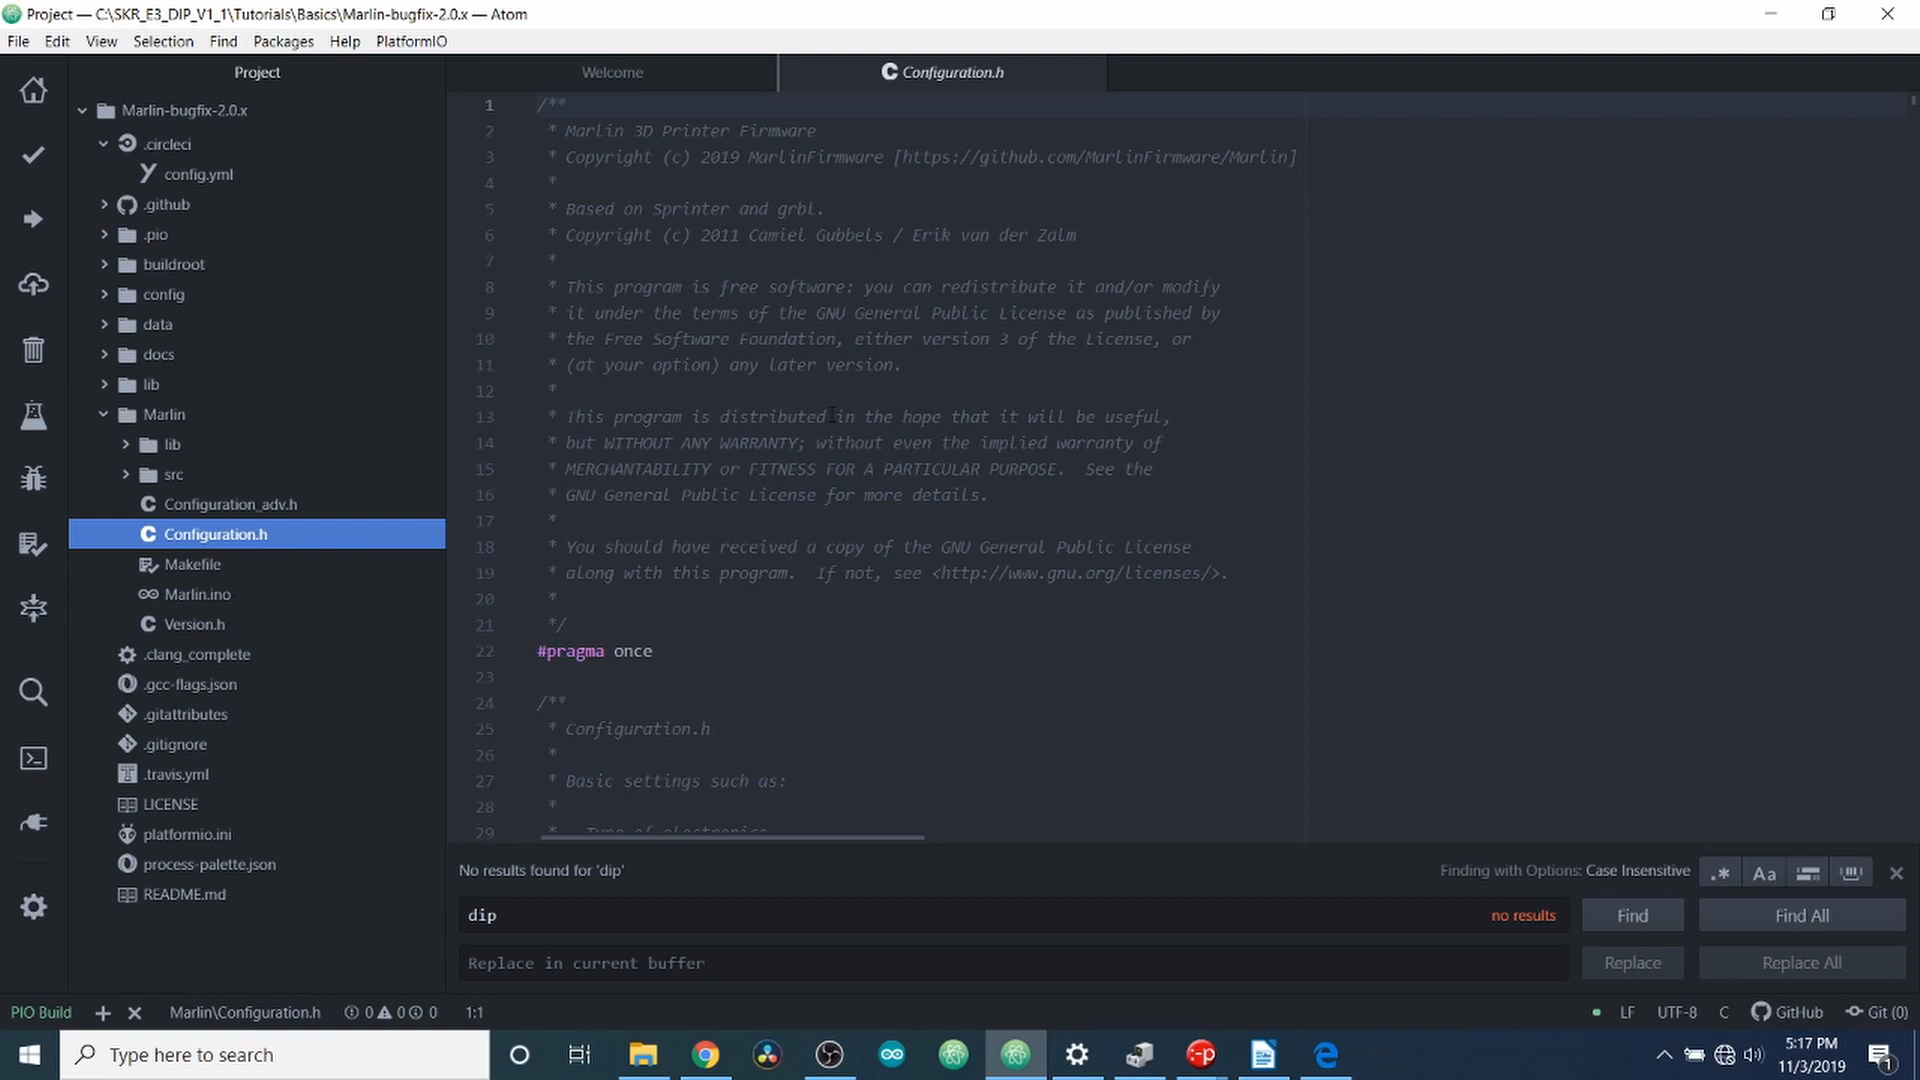 Project — C:\SKR_E3_DIP_V1_1\Tutorials\Basics\Marlin-bugfix-2.0.x — Atom
File Edit View Selection Find Packages Help PlatformIO
Project
Marlin-bugfix-2.0.x
.circleci
config.yml
.github
.pio
buildroot
config
data
docs
lib
Marlin
lib
src
Configuration_adv.h
Configuration.h
Makefile
Marlin.ino
Version.h
.clang_complete
.gcc-flags.json
.gitattributes
.gitignore
.travis.yml
LICENSE
platformio.ini
process-palette.json
README.md
Welcome
Configuration.h
1 /**
2 * Marlin 3D Printer Firmware
3 * Copyright (c) 2019 MarlinFirmware [https://github.com/MarlinFirmware/Marlin]
4 *
5 * Based on Sprinter and grbl.
6 * Copyright (c) 2011 Camiel Gubbels / Erik van der Zalm
7 *
8 * This program is free software: you can redistribute it and/or modify
9 * it under the terms of the GNU General Public License as published by
10 * the Free Software Foundation, either version 3 of the License, or
11 * (at your option) any later version.
12 *
13 * This program is distributed in the hope that it will be useful,
14 * but WITHOUT ANY WARRANTY; without even the implied warranty of
15 * MERCHANTABILITY or FITNESS FOR A PARTICULAR PURPOSE.  See the
16 * GNU General Public License for more details.
17 *
18 * You should have received a copy of the GNU General Public License
19 * along with this program.  If not, see <http://www.gnu.org/licenses/>.
20 *
21 */
22 #pragma once
23
24 /**
25 * Configuration.h
26 *
27 * Basic settings such as:
28 *
29 * - Type of electronics
No results found for 'dip'
Finding with Options: Case Insensitive
.* Aa
dip
no results
Find
Find All
Replace in current buffer
Replace
Replace All
PIO Build
Marlin\Configuration.h
0 0 0
1:1
LF UTF-8 C GitHub Git (0)
Type here to search
5:17 PM
11/3/2019
1